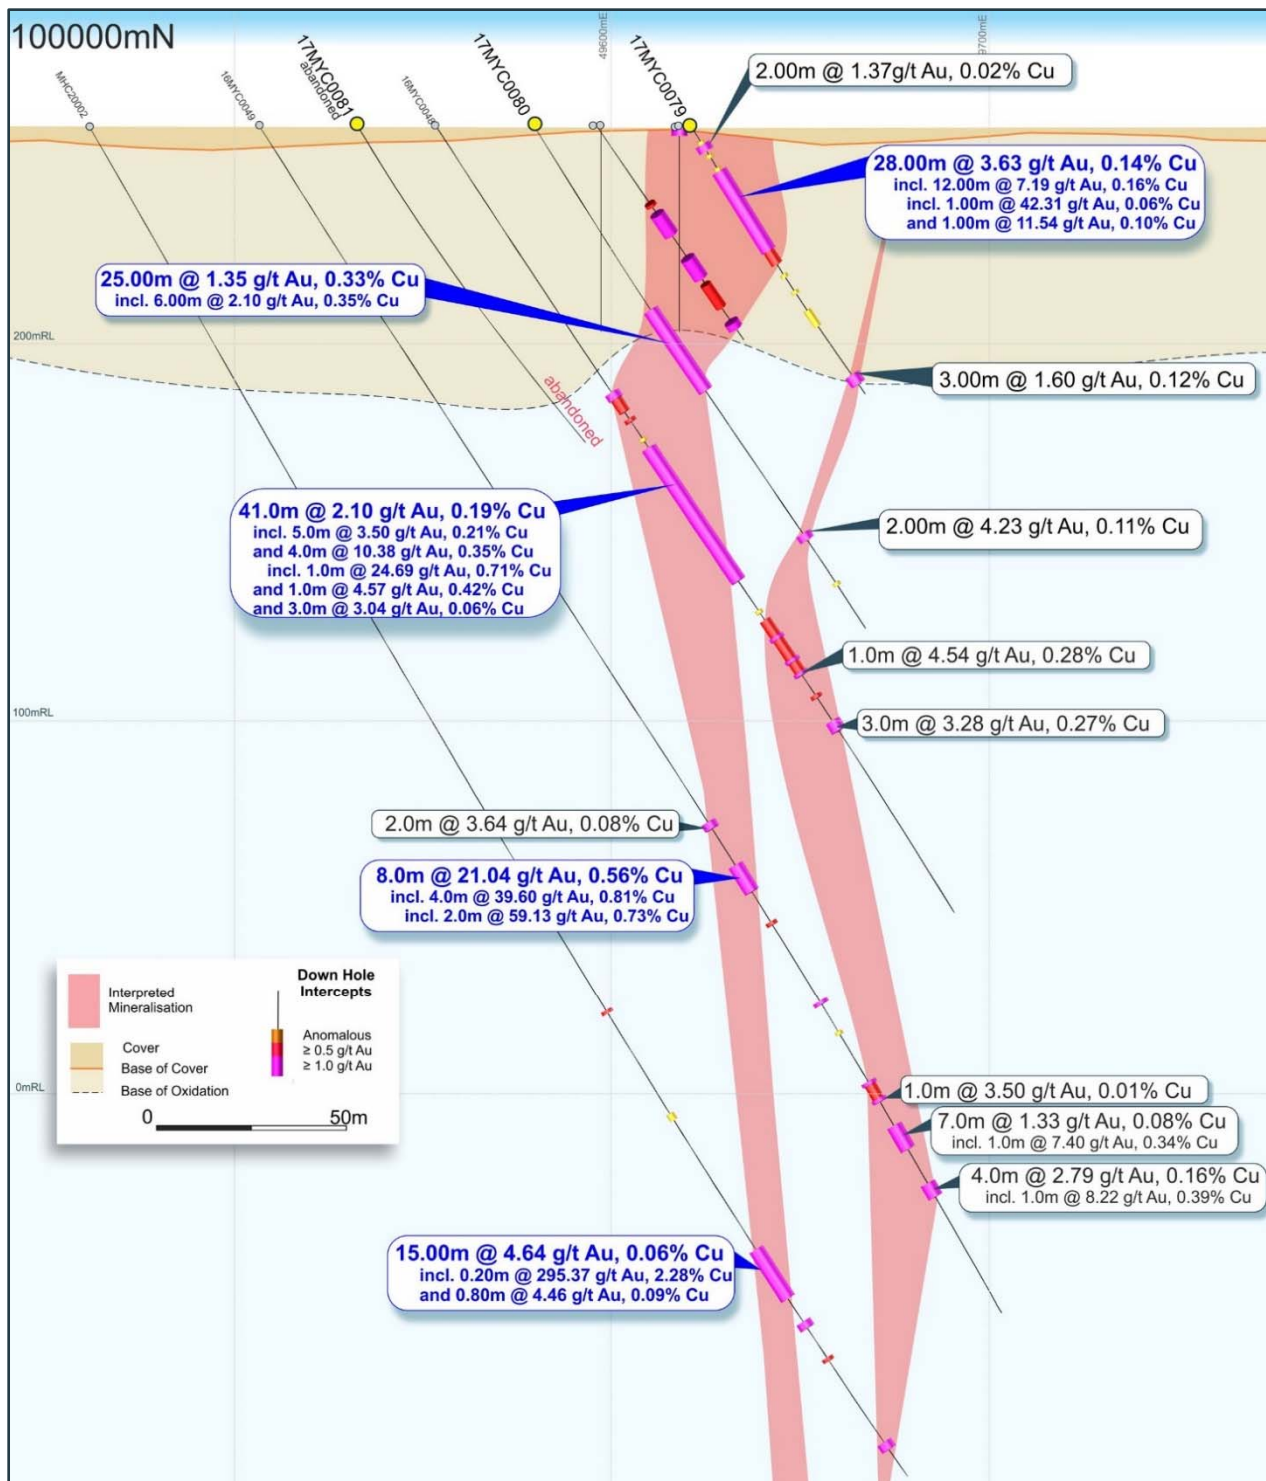 100000mN
MHC20002
16MYC0049
17MYC0081
abandoned
16MYC0048
17MYC0080
49600mE
17MYC0079
9700mE
2.00m @ 1.37g/t Au, 0.02% Cu
28.00m @ 3.63 g/t Au, 0.14% Cu
incl. 12.00m @ 7.19 g/t Au, 0.16% Cu
incl. 1.00m @ 42.31 g/t Au, 0.06% Cu
and 1.00m @ 11.54 g/t Au, 0.10% Cu
25.00m @ 1.35 g/t Au, 0.33% Cu
incl. 6.00m @ 2.10 g/t Au, 0.35% Cu
200mRL
3.00m @ 1.60 g/t Au, 0.12% Cu
abandoned
41.0m @ 2.10 g/t Au, 0.19% Cu
incl. 5.0m @ 3.50 g/t Au, 0.21% Cu
and 4.0m @ 10.38 g/t Au, 0.35% Cu
incl. 1.0m @ 24.69 g/t Au, 0.71% Cu
and 1.0m @ 4.57 g/t Au, 0.42% Cu
and 3.0m @ 3.04 g/t Au, 0.06% Cu
2.00m @ 4.23 g/t Au, 0.11% Cu
1.0m @ 4.54 g/t Au, 0.28% Cu
100mRL
3.0m @ 3.28 g/t Au, 0.27% Cu
2.0m @ 3.64 g/t Au, 0.08% Cu
8.0m @ 21.04 g/t Au, 0.56% Cu
incl. 4.0m @ 39.60 g/t Au, 0.81% Cu
incl. 2.0m @ 59.13 g/t Au, 0.73% Cu
Interpreted
Mineralisation
Cover
Base of Cover
Base of Oxidation
Down Hole
Intercepts
Anomalous
≥ 0.5 g/t Au
≥ 1.0 g/t Au
0 50m
0mRL
1.0m @ 3.50 g/t Au, 0.01% Cu
7.0m @ 1.33 g/t Au, 0.08% Cu
incl. 1.0m @ 7.40 g/t Au, 0.34% Cu
4.0m @ 2.79 g/t Au, 0.16% Cu
incl. 1.0m @ 8.22 g/t Au, 0.39% Cu
15.00m @ 4.64 g/t Au, 0.06% Cu
incl. 0.20m @ 295.37 g/t Au, 2.28% Cu
and 0.80m @ 4.46 g/t Au, 0.09% Cu